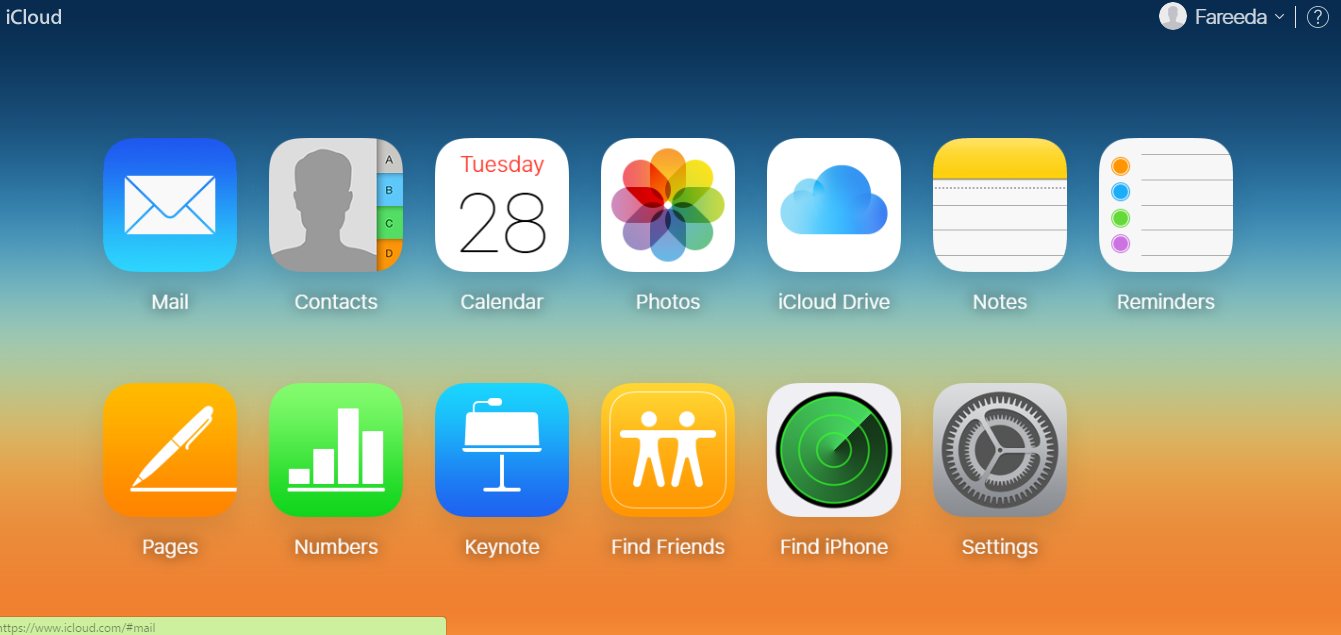 iCloud
Fareeda
?
Tuesday
28
A
B
C
D
Mail
Contacts
Calendar
Photos
iCloud Drive
Notes
Reminders
Pages
Numbers
Keynote
Find Friends
Find iPhone
Settings
https://www.icloud.com/#mail